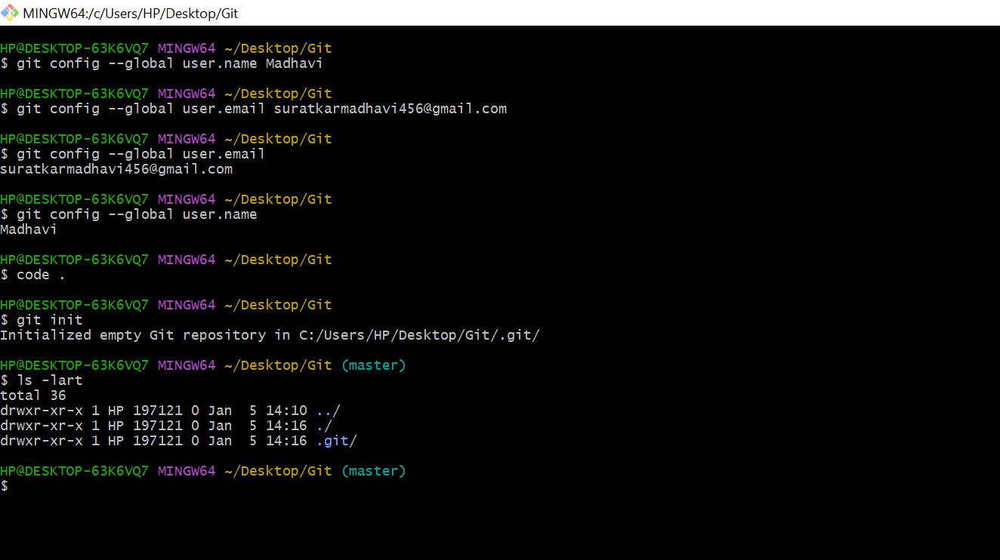 MINGW64:/c/Users/HP/Desktop/Git
HP@DESKTOP-63K6VQ7 MINGW64 ~/Desktop/Git
$ git config --global user.name Madhavi
HP@DESKTOP-63K6VQ7 MINGW64 ~/Desktop/Git
$ git config --global user.email suratkarmadhavi456@gmail.com
HP@DESKTOP-63K6VQ7 MINGW64 ~/Desktop/Git
$ git config --global user.email
suratkarmadhavi456@gmail.com
HP@DESKTOP-63K6VQ7 MINGW64 ~/Desktop/Git
$ git config --global user.name
Madhavi
HP@DESKTOP-63K6VQ7 MINGW64 ~/Desktop/Git
$ code .
HP@DESKTOP-63K6VQ7 MINGW64 ~/Desktop/Git
$ git init
Initialized empty Git repository in C:/Users/HP/Desktop/Git/.git/
HP@DESKTOP-63K6VQ7 MINGW64 ~/Desktop/Git (master)
$ ls -lart
total 36
drwxr-xr-x 1 HP 197121 0 Jan  5 14:10 ../
drwxr-xr-x 1 HP 197121 0 Jan  5 14:16 ./
drwxr-xr-x 1 HP 197121 0 Jan  5 14:16 .git/
HP@DESKTOP-63K6VQ7 MINGW64 ~/Desktop/Git (master)
$